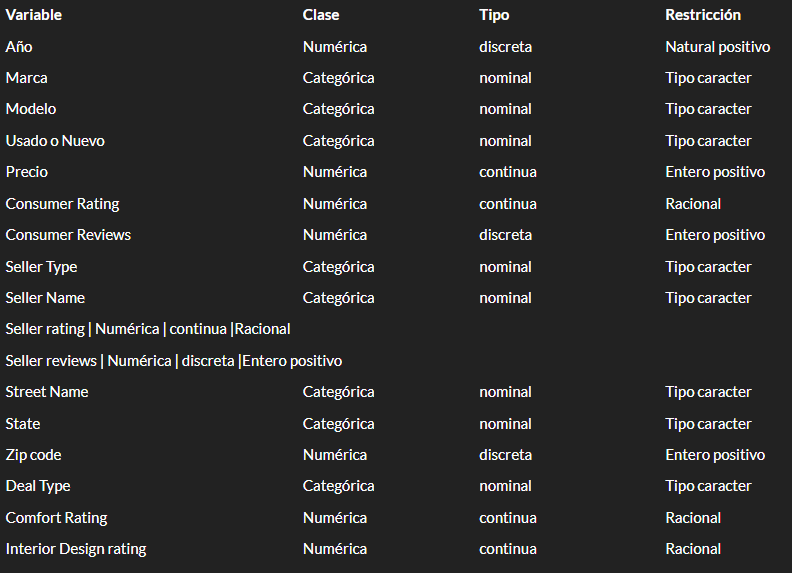 Variable Clase Tipo Restricción
Año Numérica discreta Natural positivo
Marca Categórica nominal Tipo caracter
Modelo Categórica nominal Tipo caracter
Usado o Nuevo Categórica nominal Tipo caracter
Precio Numérica continua Entero positivo
Consumer Rating Numérica continua Racional
Consumer Reviews Numérica discreta Entero positivo
Seller Type Categórica nominal Tipo caracter
Seller Name Categórica nominal Tipo caracter
Seller rating | Numérica | continua |Racional
Seller reviews | Numérica | discreta |Entero positivo
Street Name Categórica nominal Tipo caracter
State Categórica nominal Tipo caracter
Zip code Numérica discreta Entero positivo
Deal Type Categórica nominal Tipo caracter
Comfort Rating Numérica continua Racional
Interior Design rating Numérica continua Racional